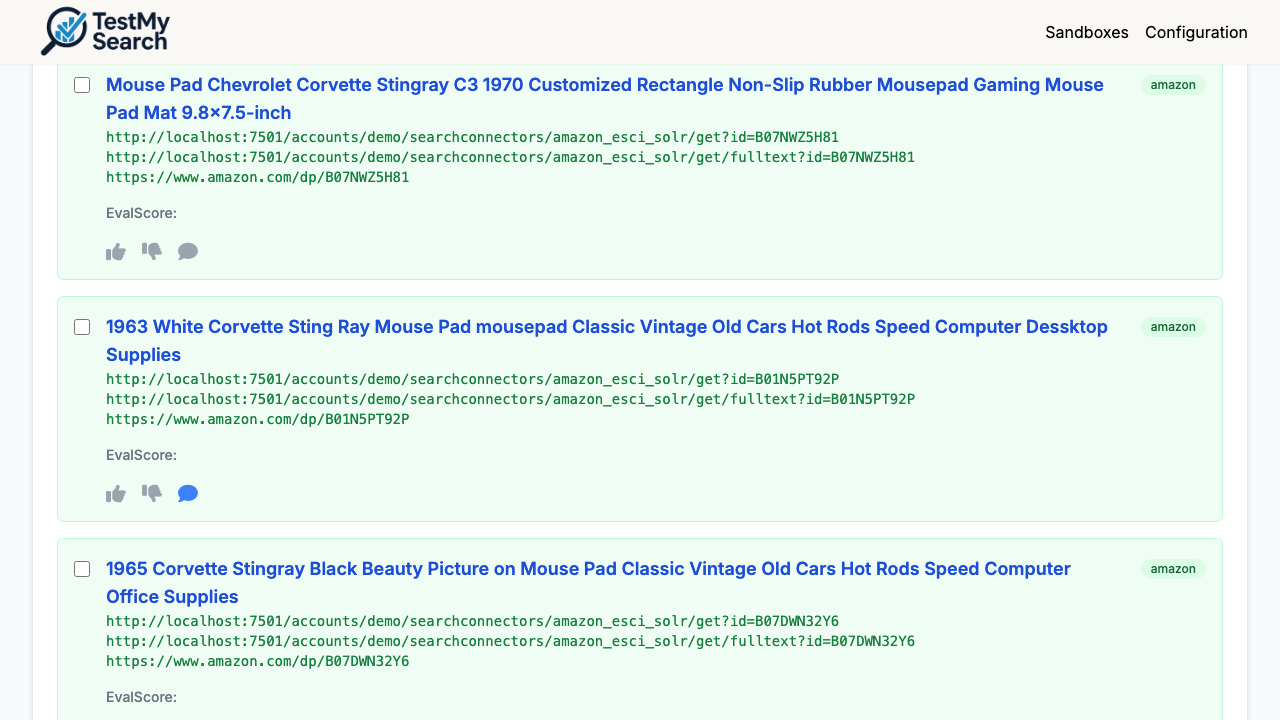 TestMy
Search
Sandboxes
Configuration
Mouse Pad Chevrolet Corvette Stingray C3 1970 Customized Rectangle Non-Slip Rubber Mousepad Gaming Mouse
Pad Mat 9.8×7.5-inch
amazon
http://localhost:7501/accounts/demo/searchconnectors/amazon_esci_solr/get?id=B07NWZ5H81
http://localhost:7501/accounts/demo/searchconnectors/amazon_esci_solr/get/fulltext?id=B07NWZ5H81
https://www.amazon.com/dp/B07NWZ5H81
EvalScore:
1963 White Corvette Sting Ray Mouse Pad mousepad Classic Vintage Old Cars Hot Rods Speed Computer Dessktop
Supplies
amazon
http://localhost:7501/accounts/demo/searchconnectors/amazon_esci_solr/get?id=B01N5PT92P
http://localhost:7501/accounts/demo/searchconnectors/amazon_esci_solr/get/fulltext?id=B01N5PT92P
https://www.amazon.com/dp/B01N5PT92P
EvalScore:
1965 Corvette Stingray Black Beauty Picture on Mouse Pad Classic Vintage Old Cars Hot Rods Speed Computer
Office Supplies
amazon
http://localhost:7501/accounts/demo/searchconnectors/amazon_esci_solr/get?id=B07DWN32Y6
http://localhost:7501/accounts/demo/searchconnectors/amazon_esci_solr/get/fulltext?id=B07DWN32Y6
https://www.amazon.com/dp/B07DWN32Y6
EvalScore: